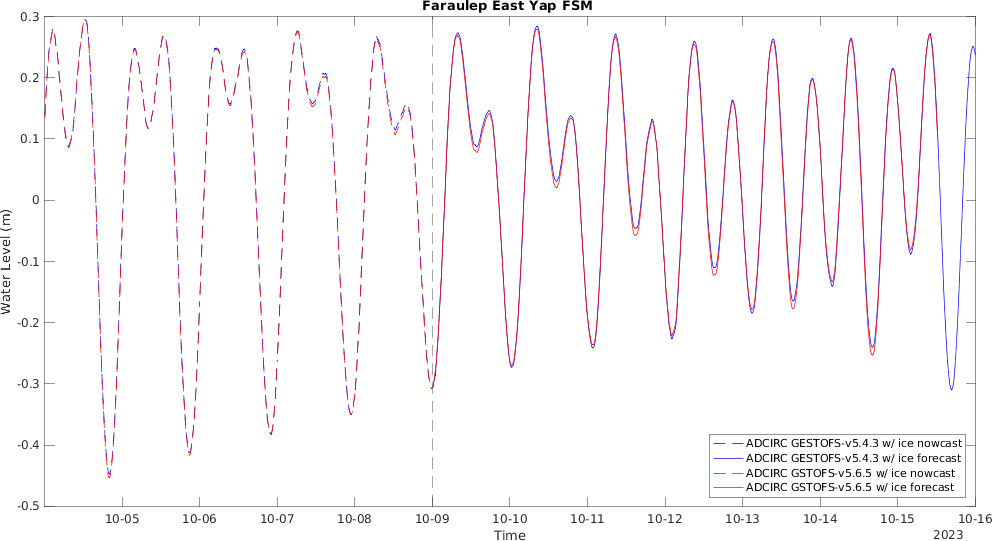 Faraulep East Yap FSM
0.3
0.2
0.1
0
-0.1
-0.2
-0.3
-0.4
-0.5
Water Level (m)
ADCIRC GESTOFS-v5.4.3 w/ ice nowcast
ADCIRC GESTOFS-v5.4.3 w/ ice forecast
ADCIRC GSTOFS-v5.6.5 w/ ice nowcast
ADCIRC GSTOFS-v5.6.5 w/ ice forecast
10-05 10-06 10-07 10-08 10-09 10-10 10-11 10-12 10-13 10-14 10-15 10-16
Time
2023